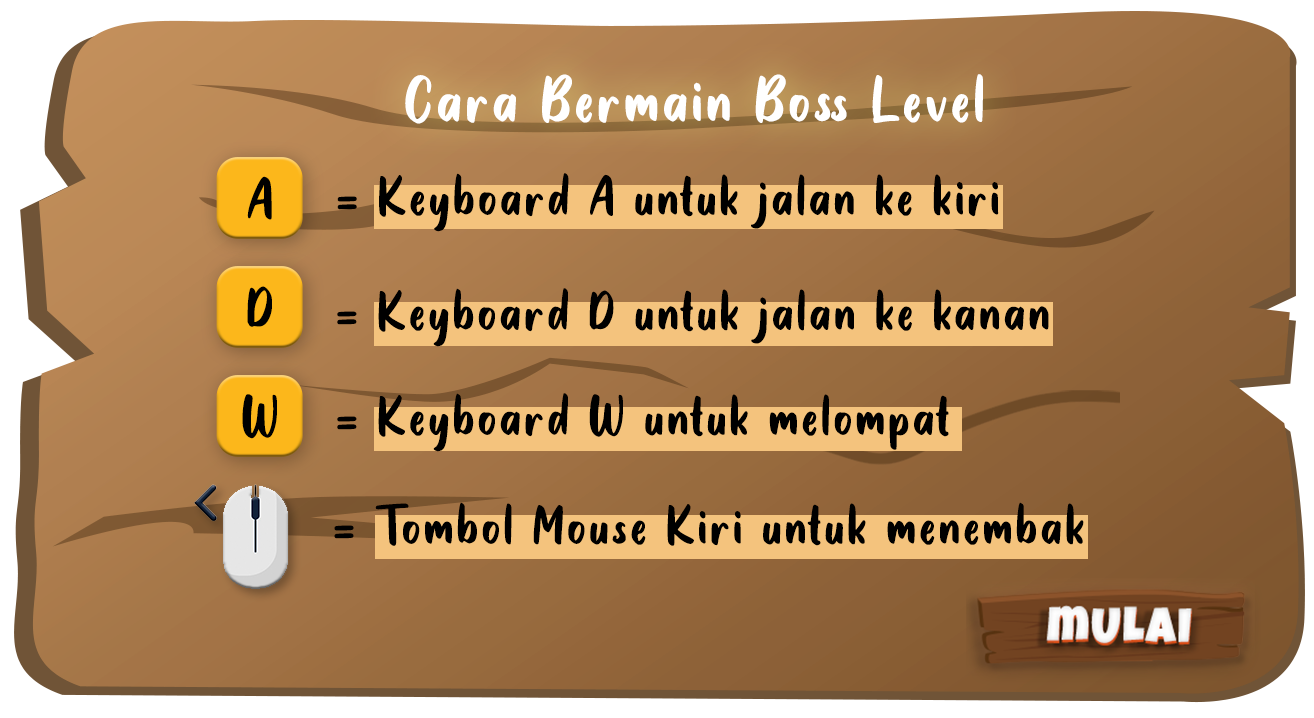 Cara Bermain Boss Level
A = Keyboard A untuk jalan ke kiri
D = Keyboard D untuk jalan ke kanan
W = Keyboard W untuk melompat
= Tombol Mouse Kiri untuk menembak
MULAI